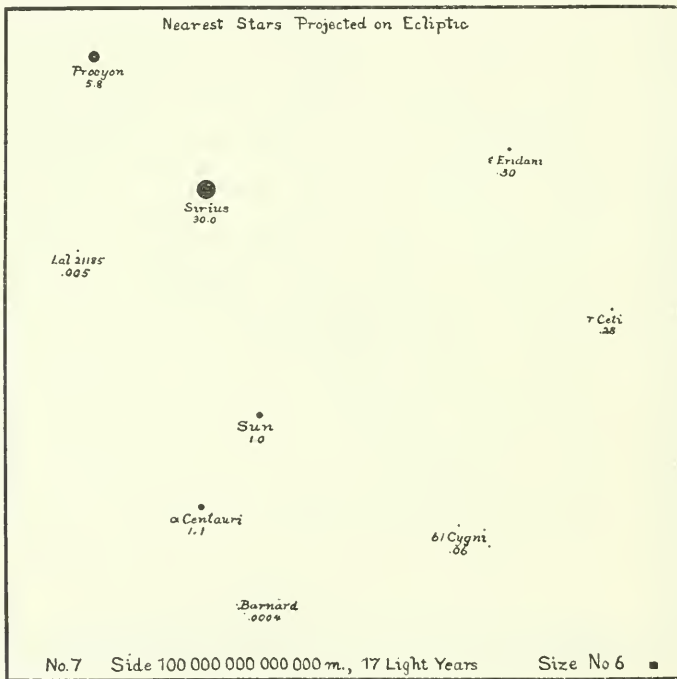 Nearest Stars Projected on Ecliptic
Procyon
5.8
ε Eridani
.30
Sirius
30.0
Lal 21185
.005
τ Ceti
.28
Sun
1.0
α Centauri
1.1
61 Cygni
.06
Barnard
.0004
No.7 Side 100 000 000 000 000 m., 17 Light Years Size No 6